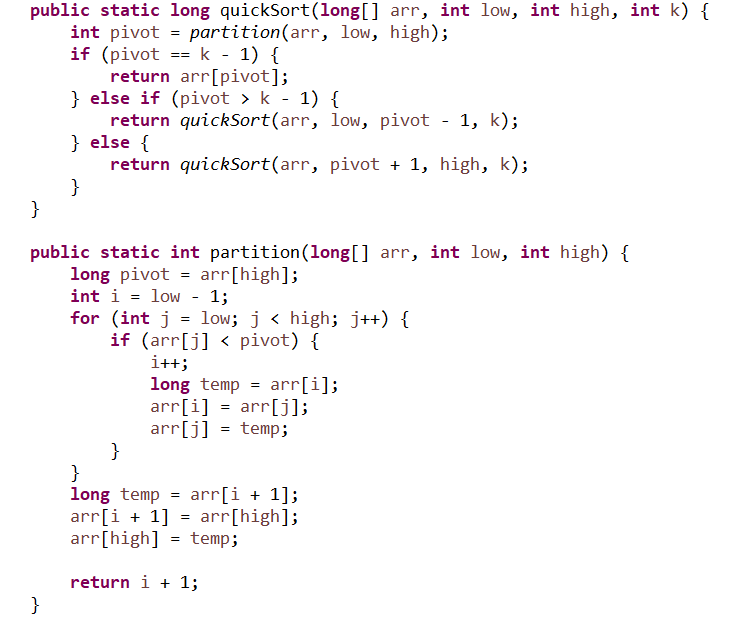 public static long quickSort(long[] arr, int low, int high, int k) {
    int pivot = partition(arr, low, high);
    if (pivot == k - 1) {
        return arr[pivot];
    } else if (pivot > k - 1) {
        return quickSort(arr, low, pivot - 1, k);
    } else {
        return quickSort(arr, pivot + 1, high, k);
    }
}

public static int partition(long[] arr, int low, int high) {
    long pivot = arr[high];
    int i = low - 1;
    for (int j = low; j < high; j++) {
        if (arr[j] < pivot) {
            i++;
            long temp = arr[i];
            arr[i] = arr[j];
            arr[j] = temp;
        }
    }
    long temp = arr[i + 1];
    arr[i + 1] = arr[high];
    arr[high] = temp;

    return i + 1;
}